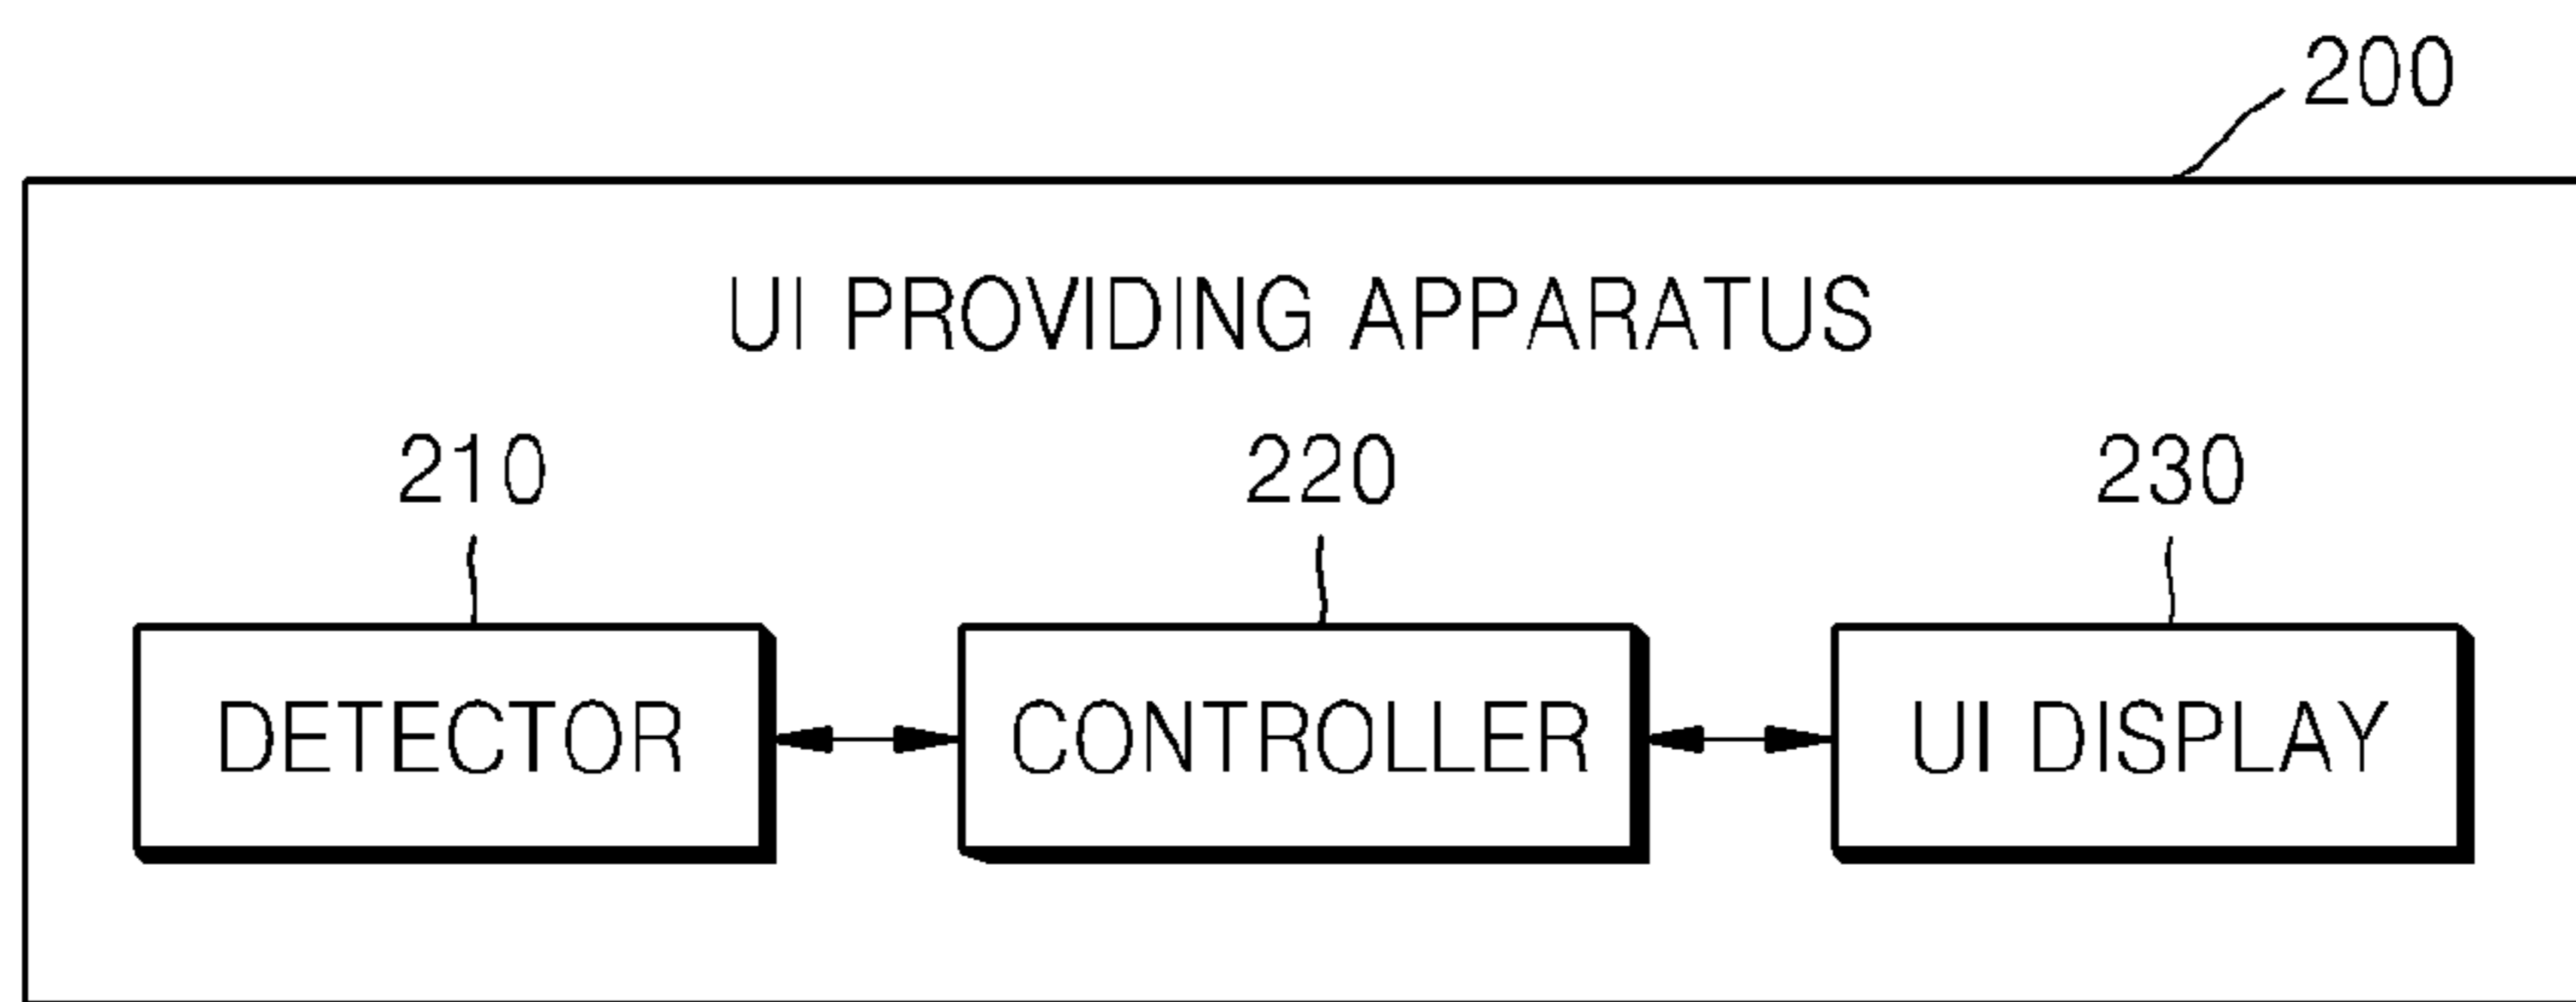 200
UI PROVIDING APPARATUS
210 220 230
DETECTOR CONTROLLER UI DISPLAY